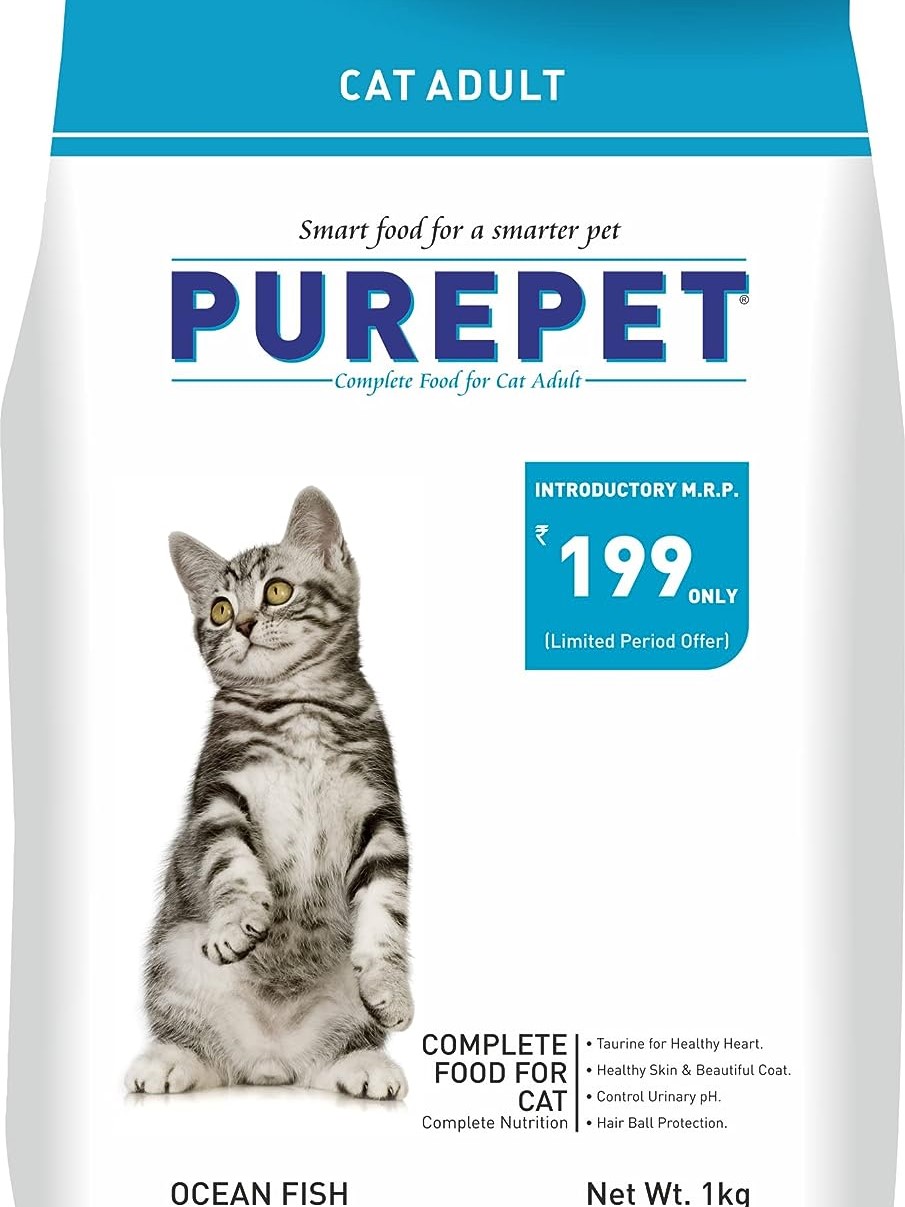 CAT ADULT
Smart food for a smarter pet
PUREPET®
Complete Food for Cat Adult
INTRODUCTORY M.R.P.
₹ 199 ONLY
(Limited Period Offer)
COMPLETE
FOOD FOR
CAT
Complete Nutrition
• Taurine for Healthy Heart.
• Healthy Skin & Beautiful Coat.
• Control Urinary pH.
• Hair Ball Protection.
OCEAN FISH
Net Wt. 1kg